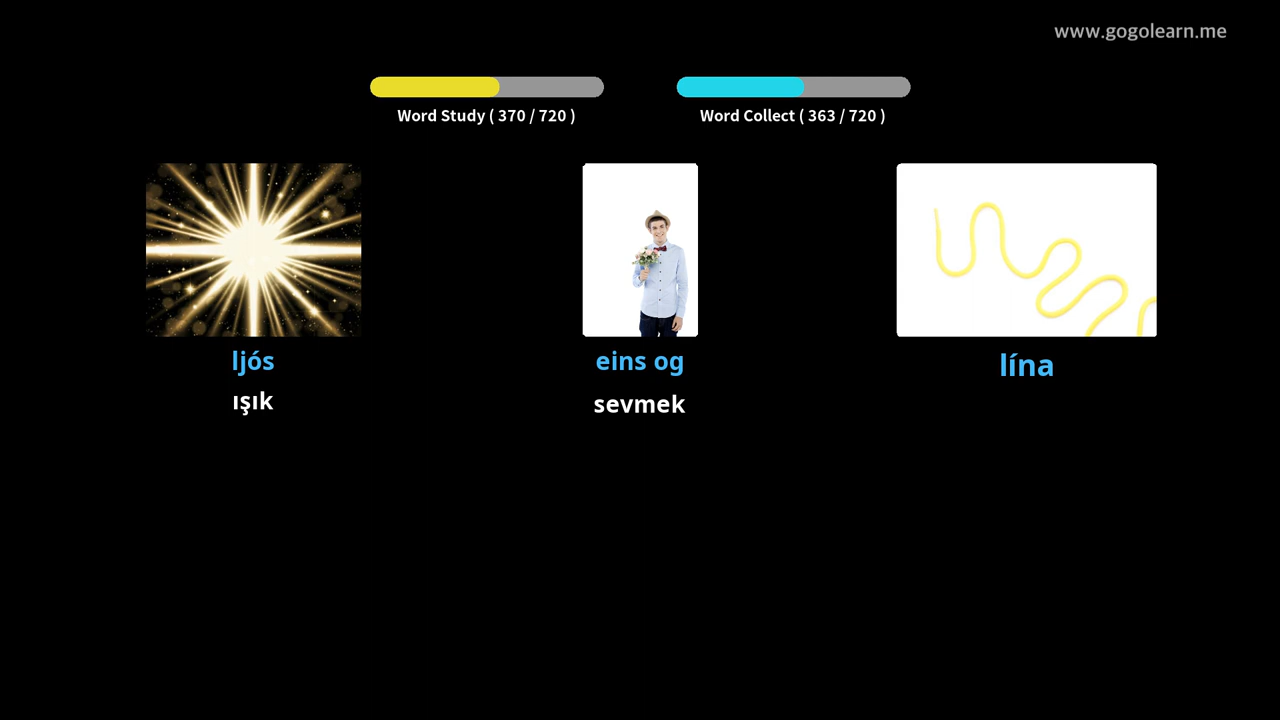 www.gogolearn.me
Word Study ( 370 / 720 )
Word Collect ( 363 / 720 )
ljós
eins og
lína
ışık
sevmek